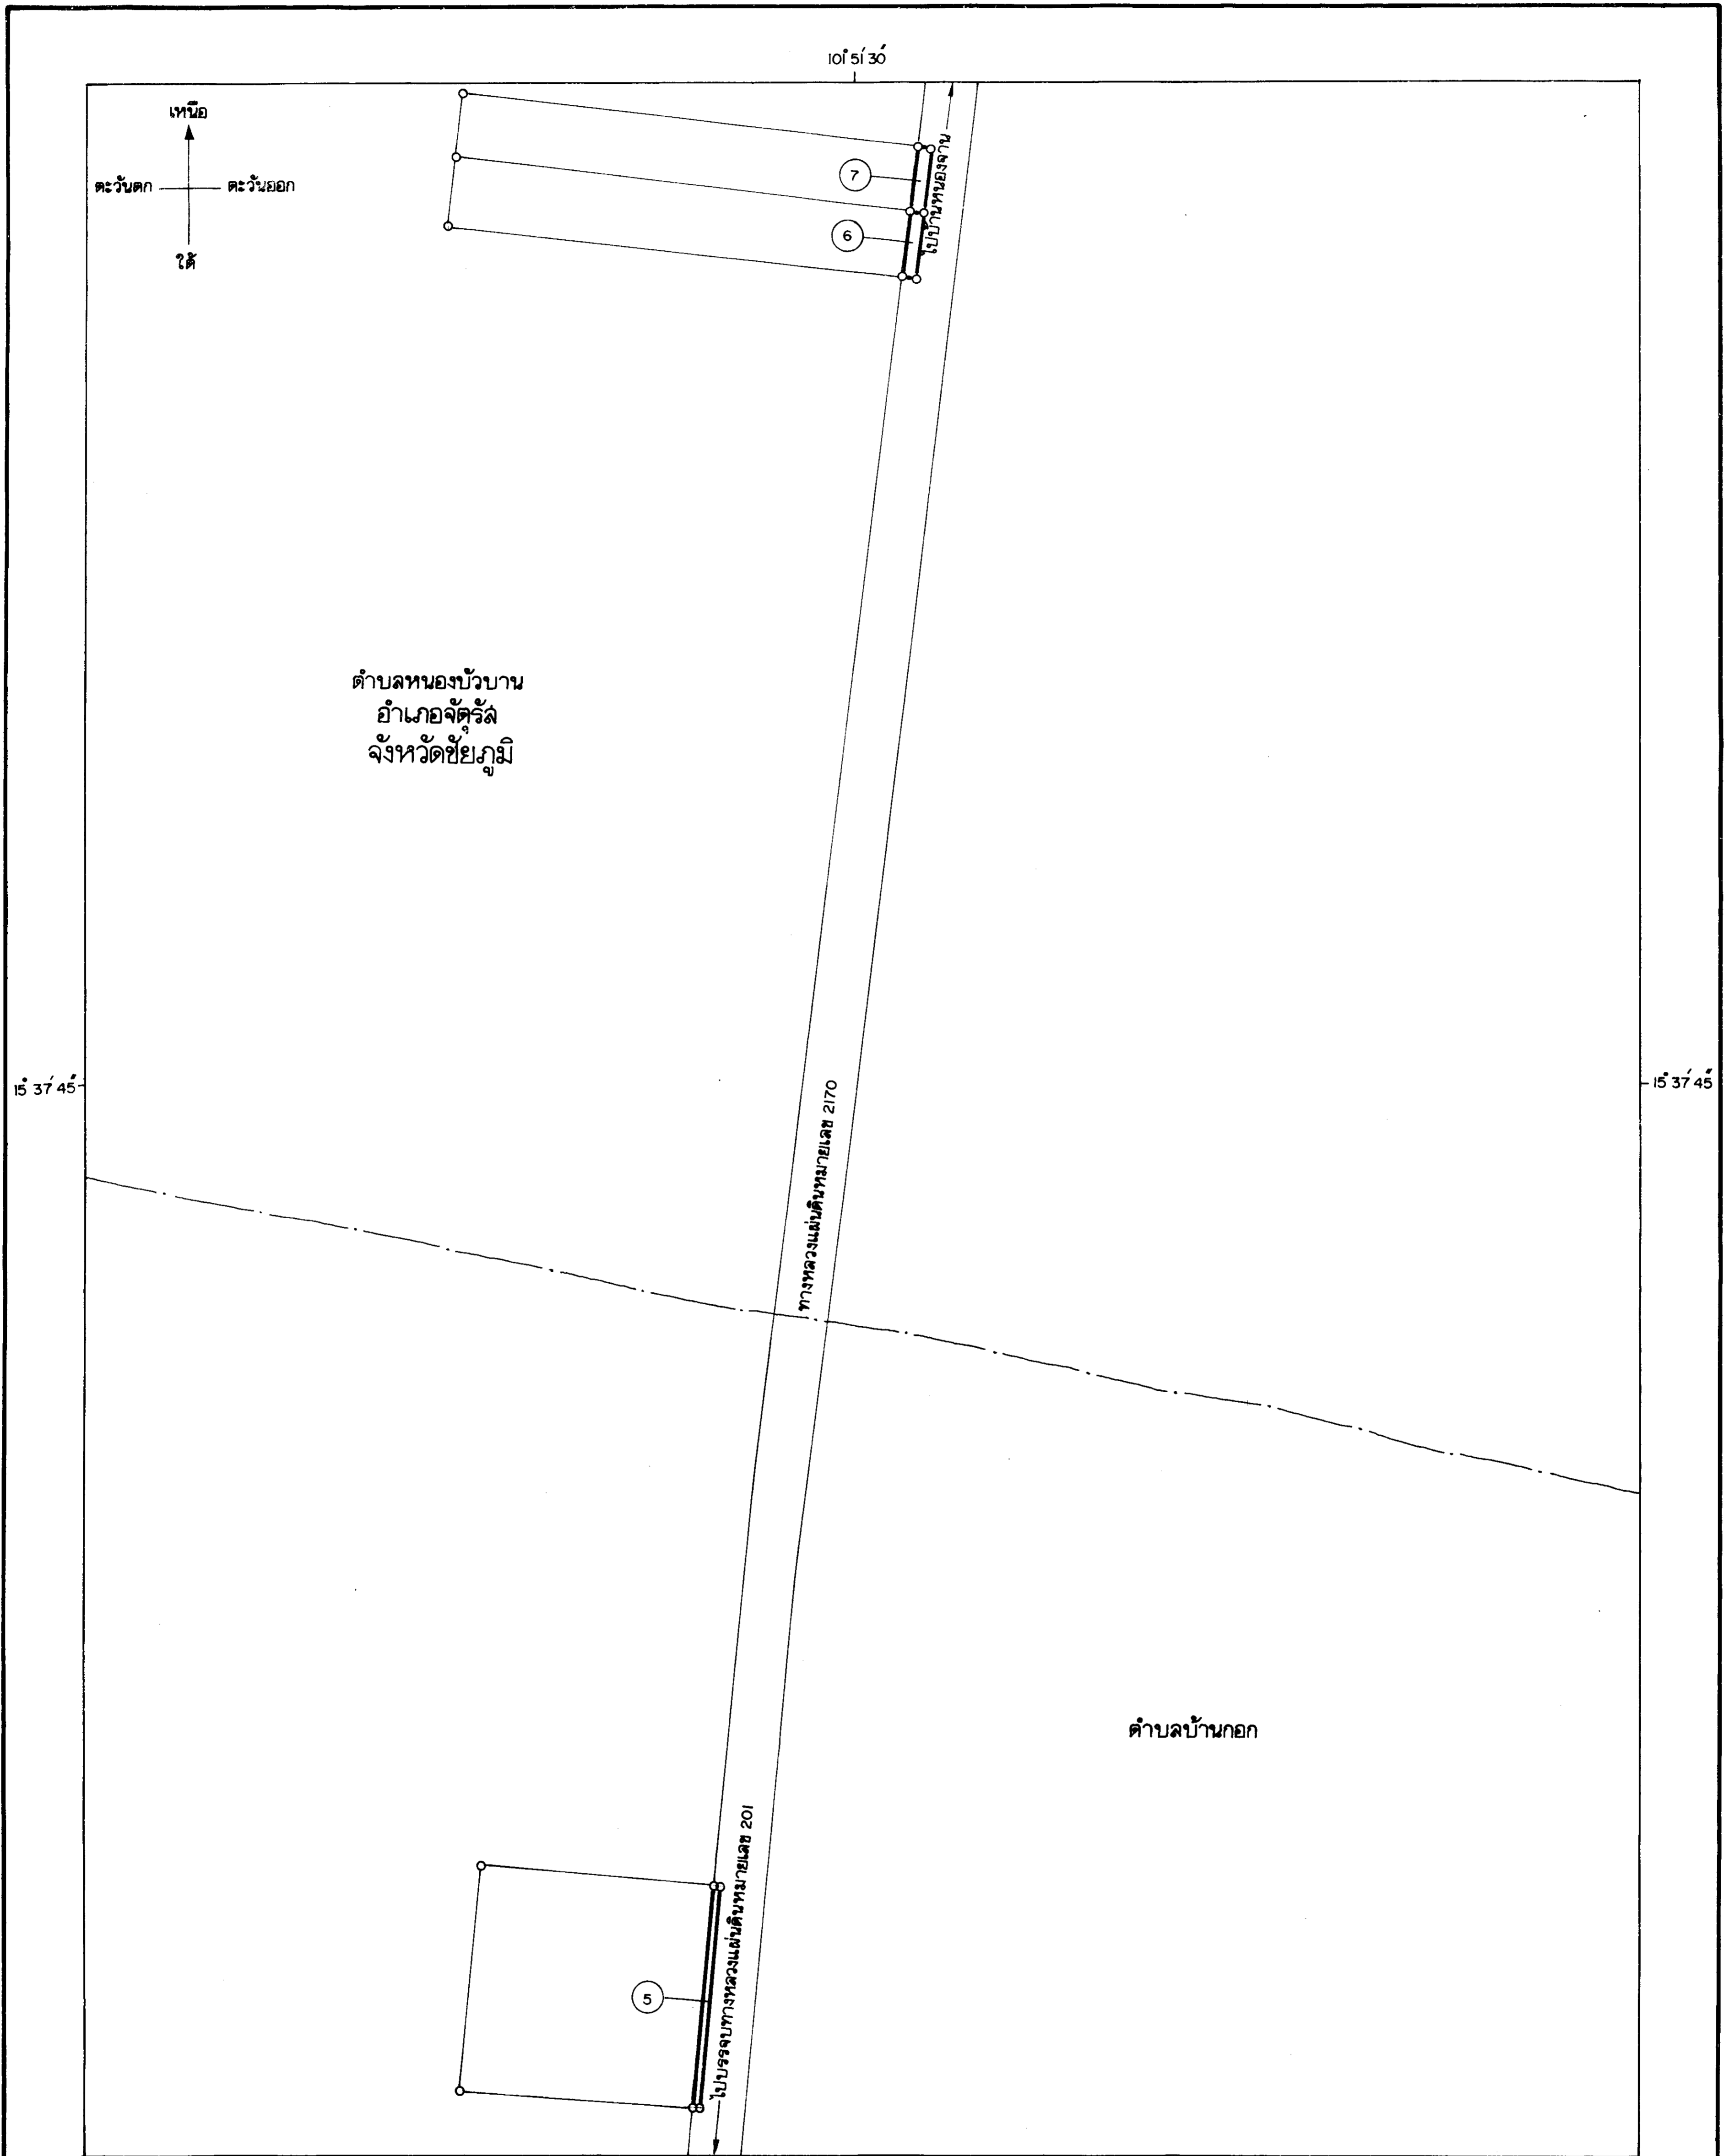 101° 51′ 30″
เหนือ
ตะวันตก
ตะวันออก
ใต้
7
6
ไปบ้านหนองจาน
ตำบลหนองบัวบาน
อำเภอจัตุรัส
จังหวัดชัยภูมิ
15° 37′ 45″
15° 37′ 45″
ทางหลวงแผ่นดินหมายเลข 2170
ตำบลบ้านกอก
ไปบรรจบทางหลวงแผ่นดินหมายเลข 201
5